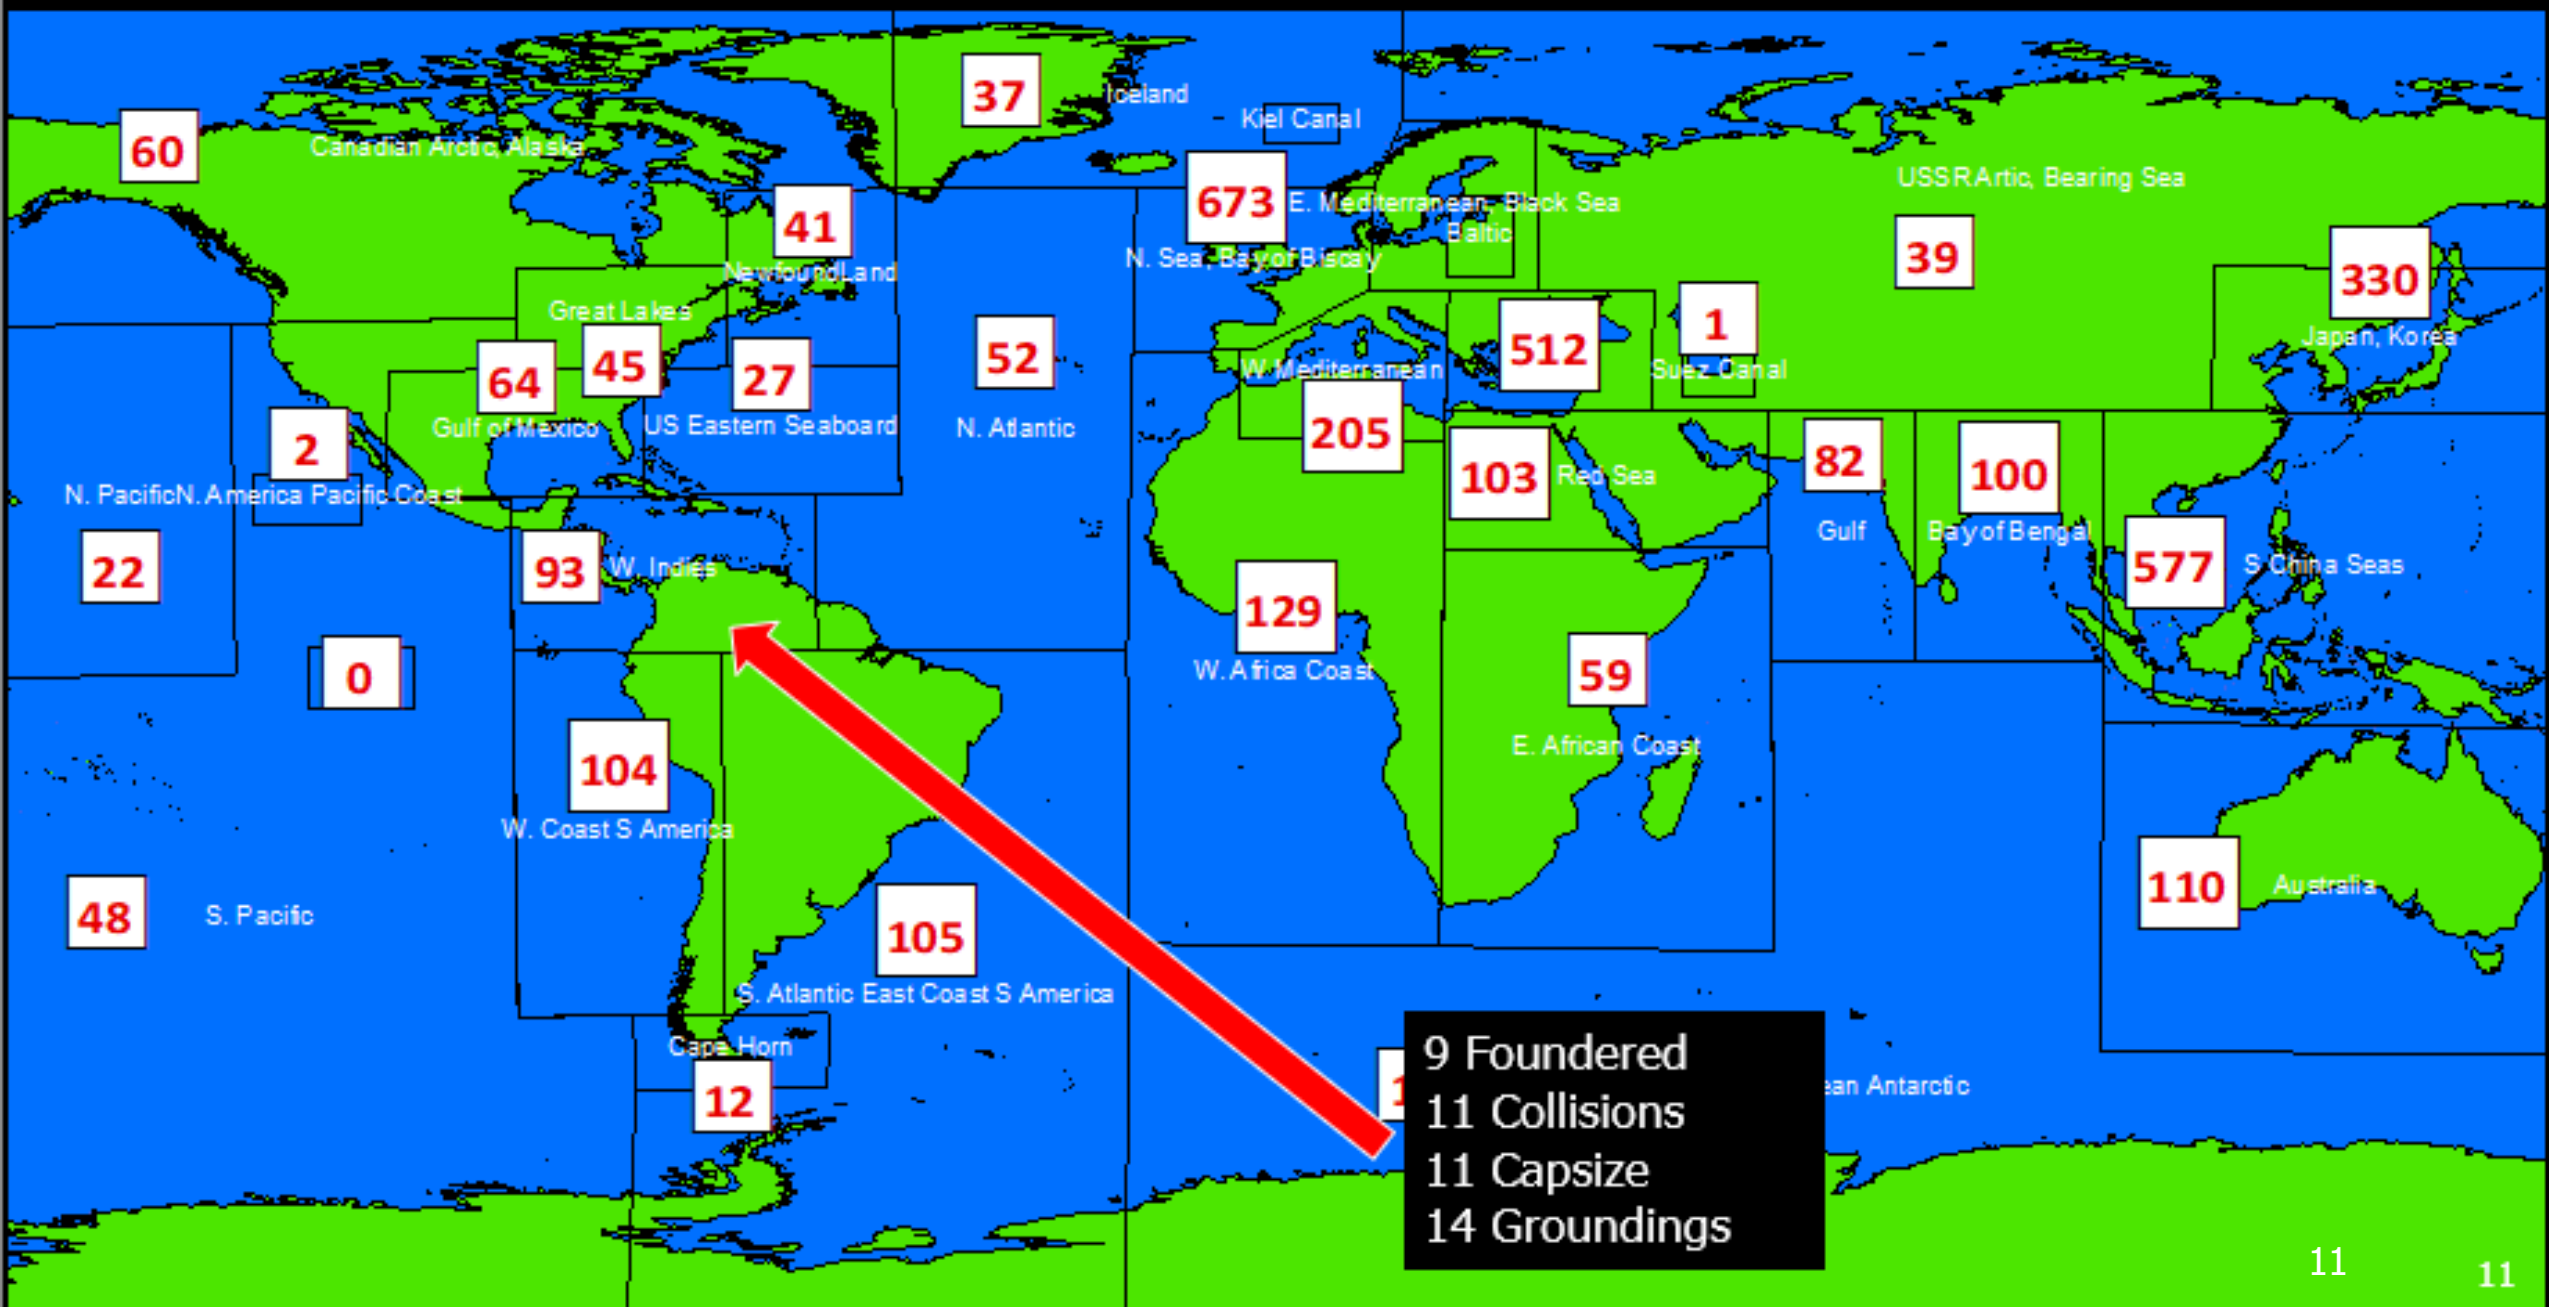 37
Iceland
Kiel Canal
60
Canadian Arctic, Alaska
USSR Artic, Bearing Sea
673
E. Mediterranean, Black Sea
41
Baltic
39
N. Sea, Bay of Biscay
NewfoundLand
330
Great Lakes
1
Japan, Korea
64
45
27
52
512
W Mediterranean
Suez Canal
2
Gulf of Mexico
US Eastern Seaboard
N. Atlantic
205
103
Red Sea
82
100
N. Pacific
N. America Pacific Coast
Gulf
Bay of Bengal
22
93
W. Indies
577
S China Seas
129
W. Africa Coast
0
59
104
E. African Coast
W. Coast S America
48
S. Pacific
105
110
Australia
S. Atlantic East Coast S America
Cape Horn
12
9 Foundered
11 Collisions
11 Capsize
14 Groundings
Antarctic
11
11